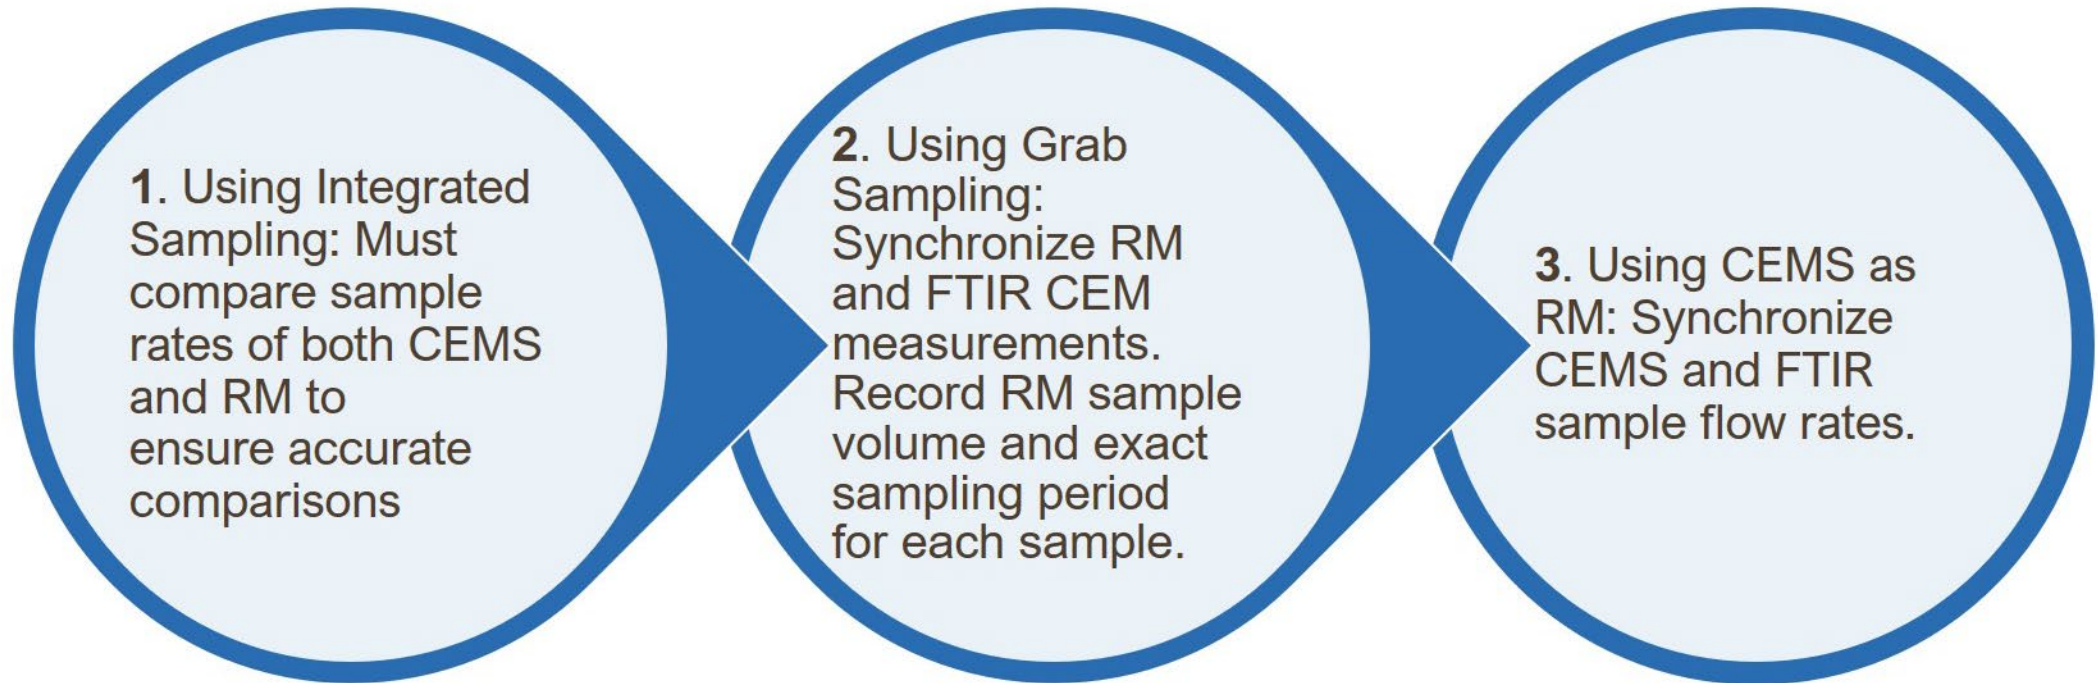 1. Using Integrated
Sampling: Must
compare sample
rates of both CEMS
and RM to
ensure accurate
comparisons
2. Using Grab
Sampling:
Synchronize RM
and FTIR CEM
measurements.
Record RM sample
volume and exact
sampling period
for each sample.
3. Using CEMS as
RM: Synchronize
CEMS and FTIR
sample flow rates.